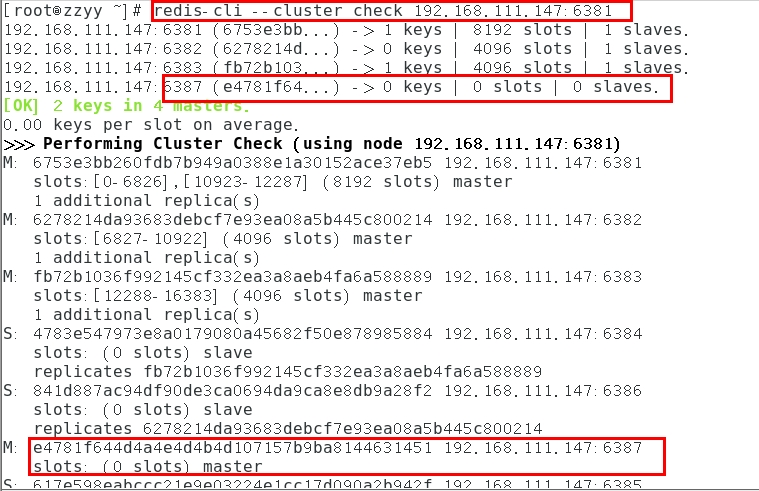 [root@zzyy ~]# redis-cli --cluster check 192.168.111.147:6381
192.168.111.147:6381 (6753e3bb...) -> 1 keys | 8192 slots | 1 slaves.
192.168.111.147:6382 (6278214d...) -> 0 keys | 4096 slots | 1 slaves.
192.168.111.147:6383 (fb72b103...) -> 1 keys | 4096 slots | 1 slaves.
192.168.111.147:6387 (e4781f64...) -> 0 keys | 0 slots | 0 slaves.
[OK] 2 keys in 4 masters.
0.00 keys per slot on average.
>>> Performing Cluster Check (using node 192.168.111.147:6381)
M: 6753e3bb260fdb7b949a0388e1a30152ace37eb5 192.168.111.147:6381
slots:[0-6826],[10923-12287] (8192 slots) master
1 additional replica(s)
M: 6278214da93683debcf7e93ea08a5b445c800214 192.168.111.147:6382
slots:[6827-10922] (4096 slots) master
1 additional replica(s)
M: fb72b1036f992145cf332ea3a8aeb4fa6a588889 192.168.111.147:6383
slots:[12288-16383] (4096 slots) master
1 additional replica(s)
S: 4783e547973e8a0179080a45682f50e878985884 192.168.111.147:6384
slots: (0 slots) slave
replicates fb72b1036f992145cf332ea3a8aeb4fa6a588889
S: 841d887ac94df90de3ca0694da9ca8e8db9a28f2 192.168.111.147:6386
slots: (0 slots) slave
replicates 6278214da93683debcf7e93ea08a5b445c800214
M: e4781f644d4a4e4d4b4d107157b9ba8144631451 192.168.111.147:6387
slots: (0 slots) master
S: 617e598eabccc21e9e03224e1cc17d090a2b942f 192.168.111.147:6385